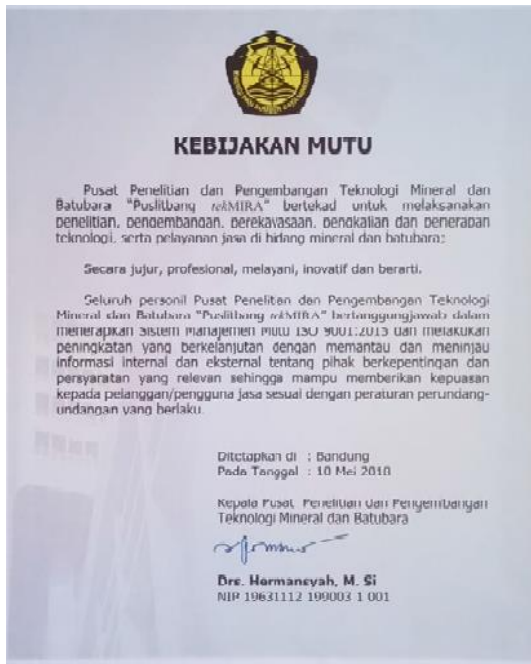 KEBIJAKAN MUTU
Pusat Penelitian dan Pengembangan Teknologi Mineral dan
Batubara "Puslitbang tekMIRA" bertekad untuk melaksanakan
penelitian, pengembangan, perekayasaan, pengkajian dan penerapan
teknologi, serta pelayanan jasa di bidang mineral dan batubara;
Secara jujur, profesional, melayani, inovatif dan berarti.
Seluruh personil Pusat Penelitan dan Pengembangan Teknologi
Mineral dan Batubara "Puslitbang tekMIRA" bertanggungjawab dalam
menerapkan Sistem Manajemen Mutu ISO 9001:2015 dan melakukan
peningkatan yang berkelanjutan dengan memantau dan meninjau
informasi internal dan eksternal tentang pihak berkepentingan dan
persyaratan yang relevan sehingga mampu memberikan kepuasan
kepada pelanggan/pengguna jasa sesuai dengan peraturan perundang-
undangan yang berlaku.
Ditetapkan di : Bandung
Pada Tanggal : 10 Mei
Kepala Pusat Penelitian dan Pengembangan
Teknologi Mineral dan Batubara
Drs. Hermansyah, M. Si
NIP 19631112 199003 1 001